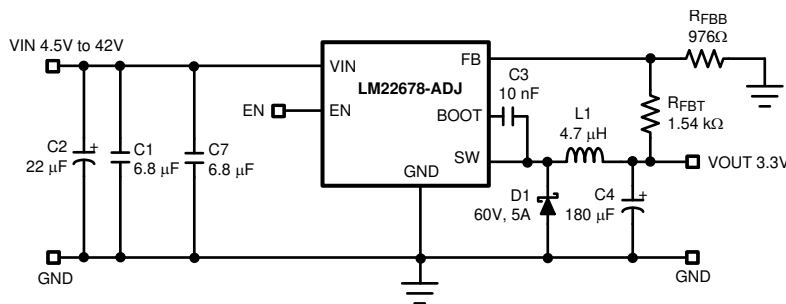 VIN 4.5V to 42V
VIN
LM22678-ADJ
FB
RFBB
976Ω
EN
EN
BOOT
C3
10 nF
RFBT
1.54 kΩ
L1
4.7 μH
SW
VOUT 3.3V
C2
22 μF
+
C1
6.8 μF
C7
6.8 μF
GND
D1
60V, 5A
C4
180 μF
+
GND
GND